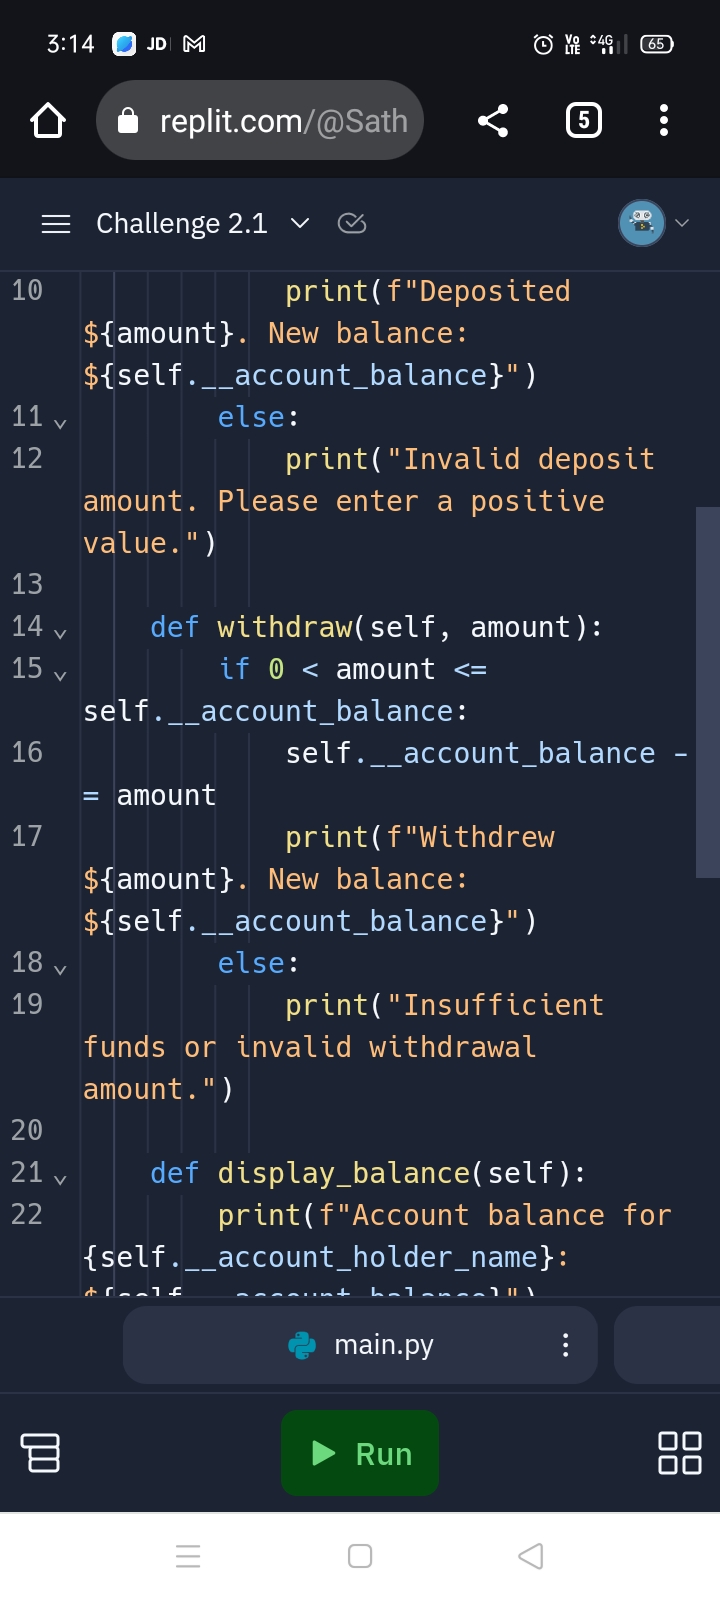 3:14 JD Vo LTE 4G 65
replit.com/@Sath 5
Challenge 2.1
10 print(f"Deposited
${amount}. New balance:
${self.__account_balance}")
11 else:
12 print("Invalid deposit
amount. Please enter a positive
value.")
13
14 def withdraw(self, amount):
15 if 0 < amount <=
self.__account_balance:
16 self.__account_balance -
= amount
17 print(f"Withdrew
${amount}. New balance:
${self.__account_balance}")
18 else:
19 print("Insufficient
funds or invalid withdrawal
amount.")
20
21 def display_balance(self):
22 print(f"Account balance for
{self.__account_holder_name}:
${self.__account_balance}")
main.py
Run